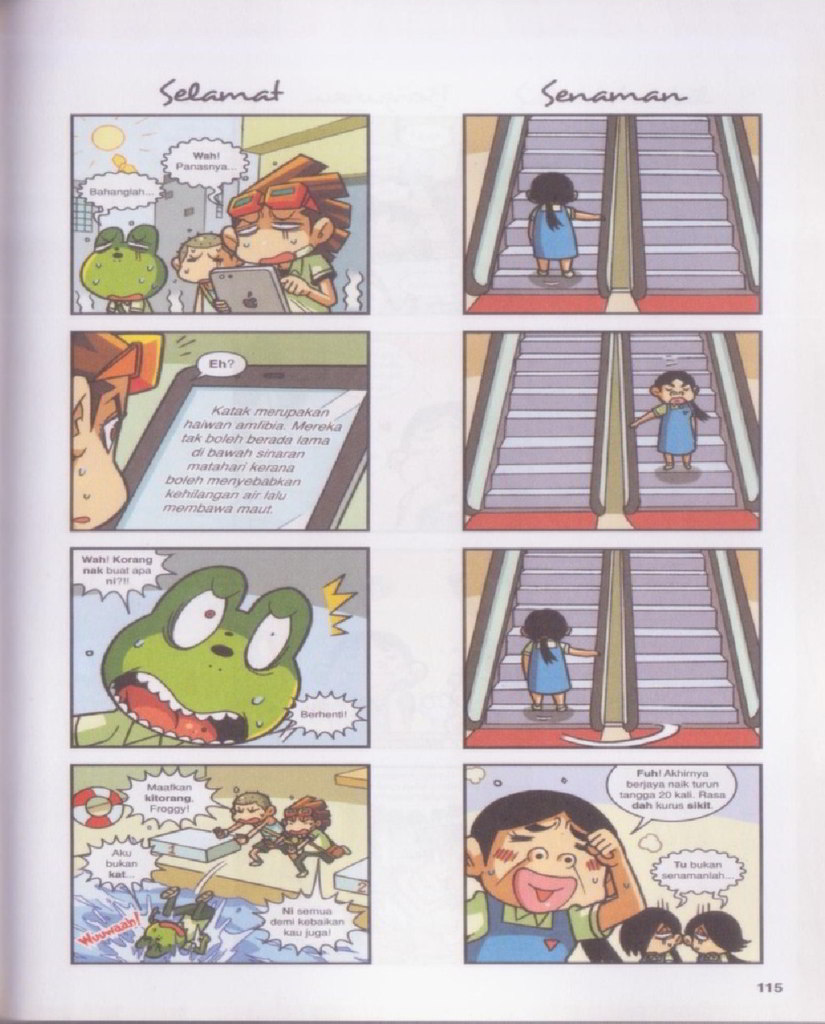 Selamat
Bahanglah...
Wah!
Panasnya...
Eh?
Katak merupakan
haiwan amfibia. Mereka
tak boleh berada lama
di bawah sinaran
matahari kerana
boleh menyebabkan
kehilangan air lalu
membawa maut.
Wah! Korang
nak buat apa
ni?!!
Berhenti!
Maafkan
kitorang,
Froggy!
Aku
bukan
kat...
Wuuwaah!
Ni semua
demi kebaikan
kau juga!
Senaman
Fuh! Akhirnya
berjaya naik turun
tangga 20 kali. Rasa
dah kurus sikit.
Tu bukan
senamanlah...
115